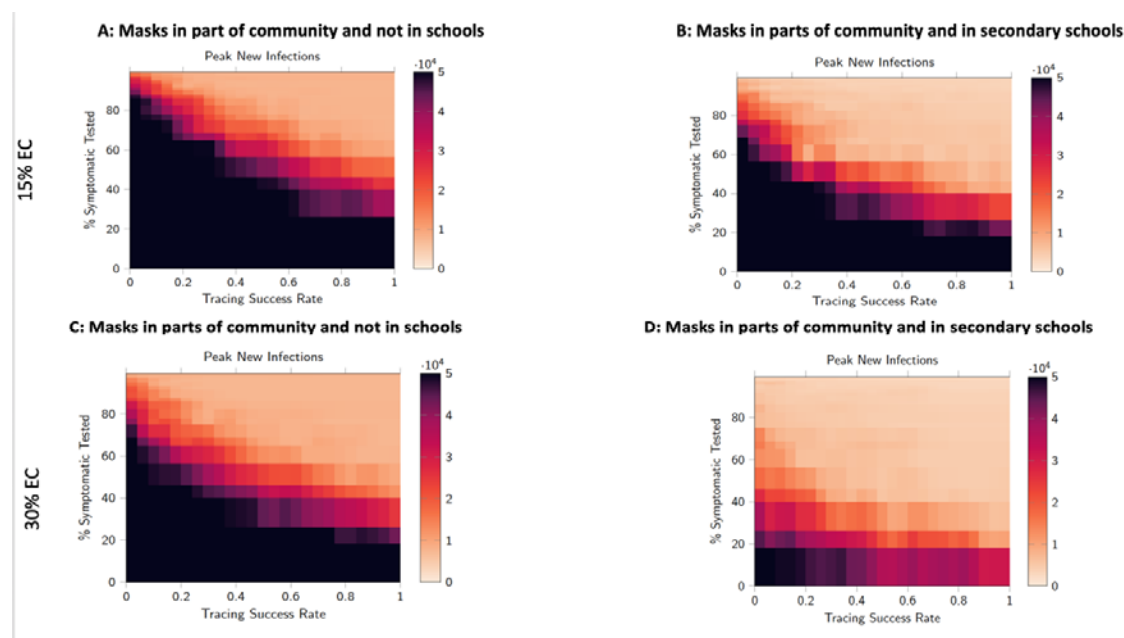 A: Masks in part of community and not in schools
Peak New Infections
·10⁴
5
4
3
2
1
0
80
60
40
20
0
% Symptomatic Tested
0 0.2 0.4 0.6 0.8 1
Tracing Success Rate
B: Masks in parts of community and in secondary schools
Peak New Infections
·10⁴
5
4
3
2
1
0
80
60
40
20
0
% Symptomatic Tested
0 0.2 0.4 0.6 0.8 1
Tracing Success Rate
15% EC
C: Masks in parts of community and not in schools
Peak New Infections
·10⁴
5
4
3
2
1
0
80
60
40
20
0
% Symptomatic Tested
0 0.2 0.4 0.6 0.8 1
Tracing Success Rate
D: Masks in parts of community and in secondary schools
Peak New Infections
·10⁴
5
4
3
2
1
0
80
60
40
20
0
% Symptomatic Tested
0 0.2 0.4 0.6 0.8 1
Tracing Success Rate
30% EC